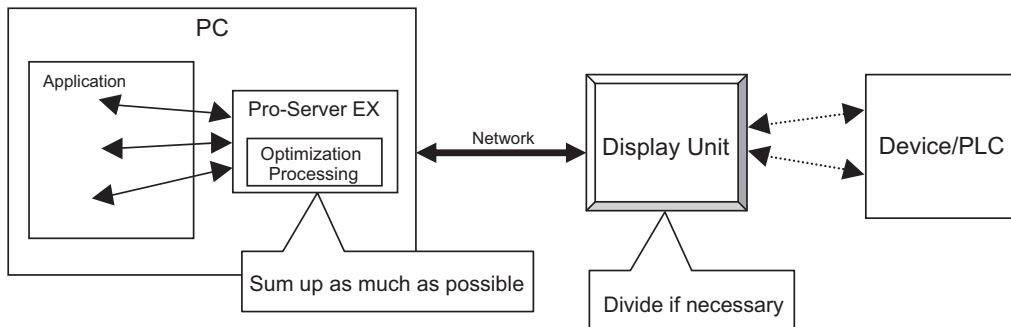 PC
Application
Pro-Server EX
Optimization
Processing
Sum up as much as possible
Network
Display Unit
Divide if necessary
Device/PLC